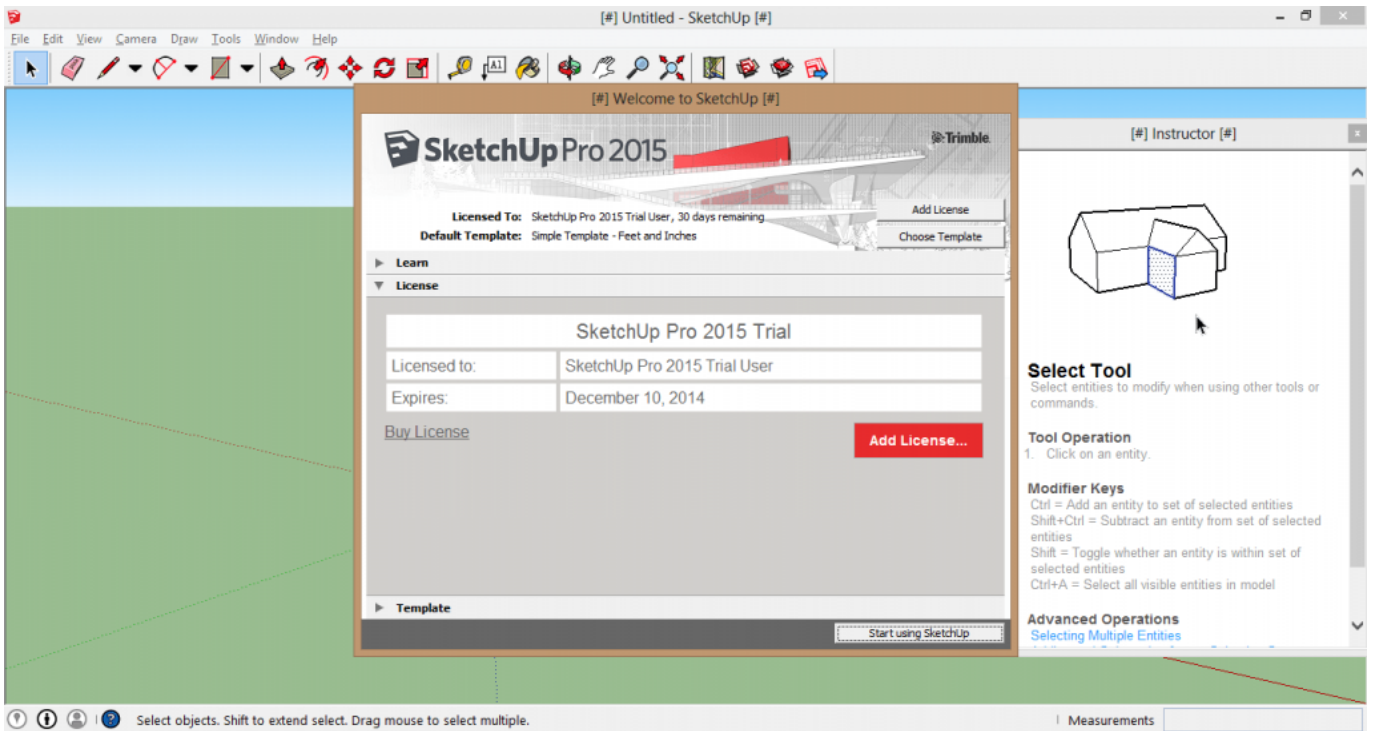 [#] Untitled - SketchUp [#]
File Edit View Camera Draw Tools Window Help
A1
[#] Welcome to SketchUp [#]
SketchUp Pro 2015
Trimble
Licensed To: SketchUp Pro 2015 Trial User, 30 days remaining
Add License
Default Template: Simple Template - Feet and Inches
Choose Template
Learn
License
SketchUp Pro 2015 Trial
Licensed to: SketchUp Pro 2015 Trial User
Expires: December 10, 2014
Buy License
Add License...
Template
Start using SketchUp
[#] Instructor [#]
Select Tool
Select entities to modify when using other tools or
commands.
Tool Operation
1. Click on an entity.
Modifier Keys
Ctrl = Add an entity to set of selected entities
Shift+Ctrl = Subtract an entity from set of selected
entities
Shift = Toggle whether an entity is within set of
selected entities
Ctrl+A = Select all visible entities in model
Advanced Operations
Selecting Multiple Entities
Select objects. Shift to extend select. Drag mouse to select multiple.
Measurements